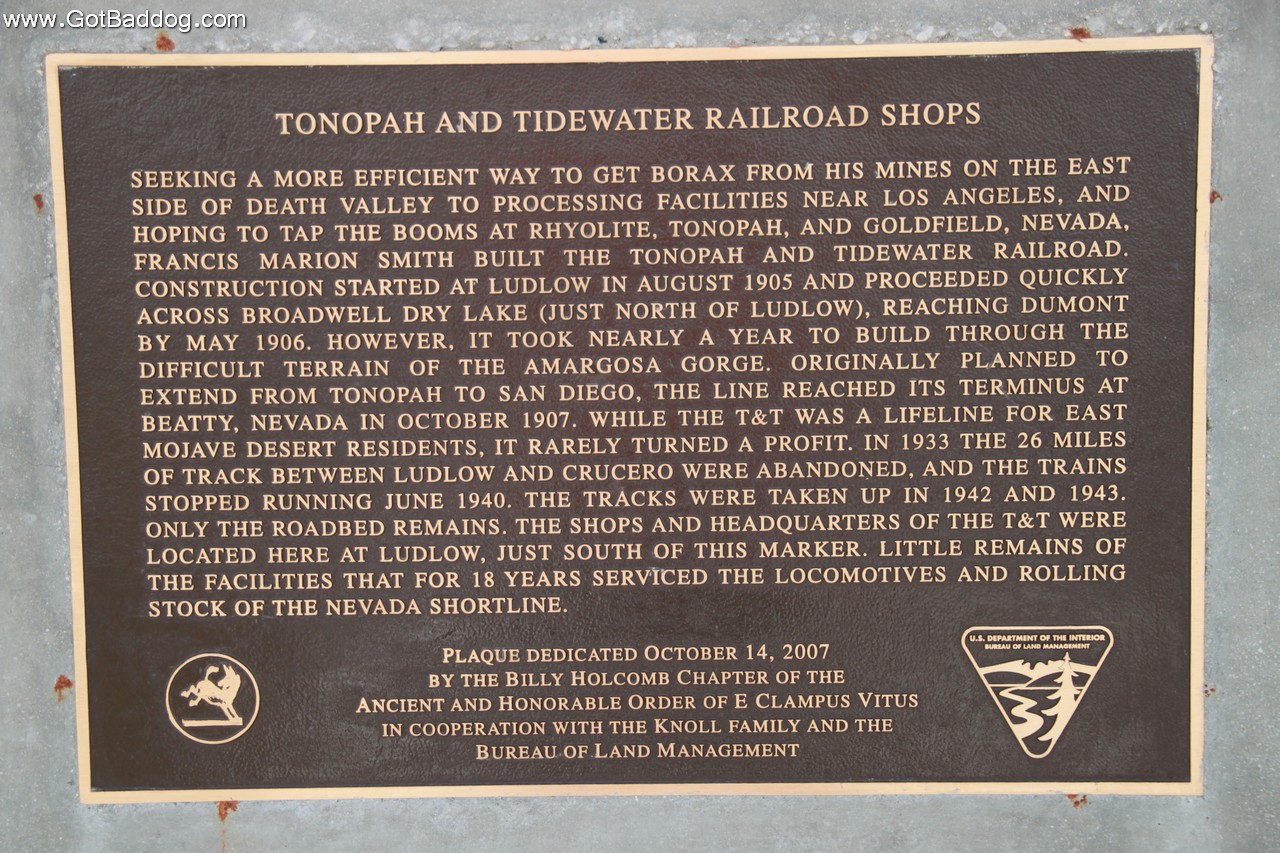 www.GotBaddog.com
TONOPAH AND TIDEWATER RAILROAD SHOPS
SEEKING A MORE EFFICIENT WAY TO GET BORAX FROM HIS MINES ON THE EAST
SIDE OF DEATH VALLEY TO PROCESSING FACILITIES NEAR LOS ANGELES, AND
HOPING TO TAP THE BOOMS AT RHYOLITE, TONOPAH, AND GOLDFIELD, NEVADA,
FRANCIS MARION SMITH BUILT THE TONOPAH AND TIDEWATER RAILROAD.
CONSTRUCTION STARTED AT LUDLOW IN AUGUST 1905 AND PROCEEDED QUICKLY
ACROSS BROADWELL DRY LAKE (JUST NORTH OF LUDLOW), REACHING DUMONT
BY MAY 1906. HOWEVER, IT TOOK NEARLY A YEAR TO BUILD THROUGH THE
DIFFICULT TERRAIN OF THE AMARGOSA GORGE. ORIGINALLY PLANNED TO
EXTEND FROM TONOPAH TO SAN DIEGO, THE LINE REACHED ITS TERMINUS AT
BEATTY, NEVADA IN OCTOBER 1907. WHILE THE T&T WAS A LIFELINE FOR EAST
MOJAVE DESERT RESIDENTS, IT RARELY TURNED A PROFIT. IN 1933 THE 26 MILES
OF TRACK BETWEEN LUDLOW AND CRUCERO WERE ABANDONED, AND THE TRAINS
STOPPED RUNNING JUNE 1940. THE TRACKS WERE TAKEN UP IN 1942 AND 1943.
ONLY THE ROADBED REMAINS. THE SHOPS AND HEADQUARTERS OF THE T&T WERE
LOCATED HERE AT LUDLOW, JUST SOUTH OF THIS MARKER. LITTLE REMAINS OF
THE FACILITIES THAT FOR 18 YEARS SERVICED THE LOCOMOTIVES AND ROLLING
STOCK OF THE NEVADA SHORTLINE.
PLAQUE DEDICATED OCTOBER 14, 2007
BY THE BILLY HOLCOMB CHAPTER OF THE
ANCIENT AND HONORABLE ORDER OF E CLAMPUS VITUS
IN COOPERATION WITH THE KNOLL FAMILY AND THE
BUREAU OF LAND MANAGEMENT
U.S. DEPARTMENT OF THE INTERIOR
BUREAU OF LAND MANAGEMENT